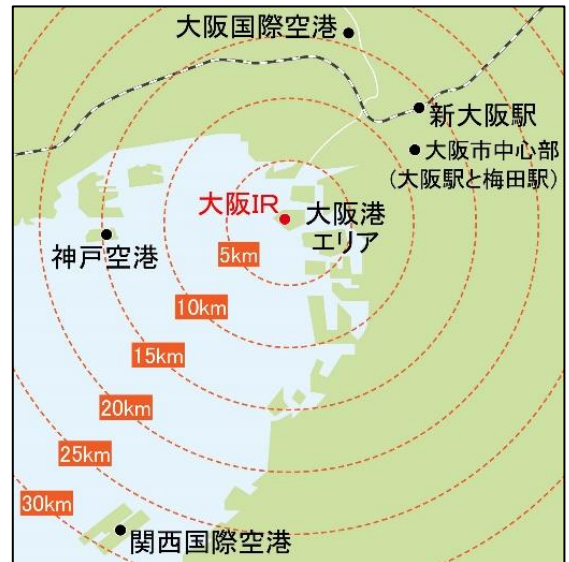 大阪国際空港
新大阪駅
大阪市中心部
(大阪駅と梅田駅)
大阪IR
大阪港
エリア
神戸空港
5km
10km
15km
20km
25km
30km
関西国際空港